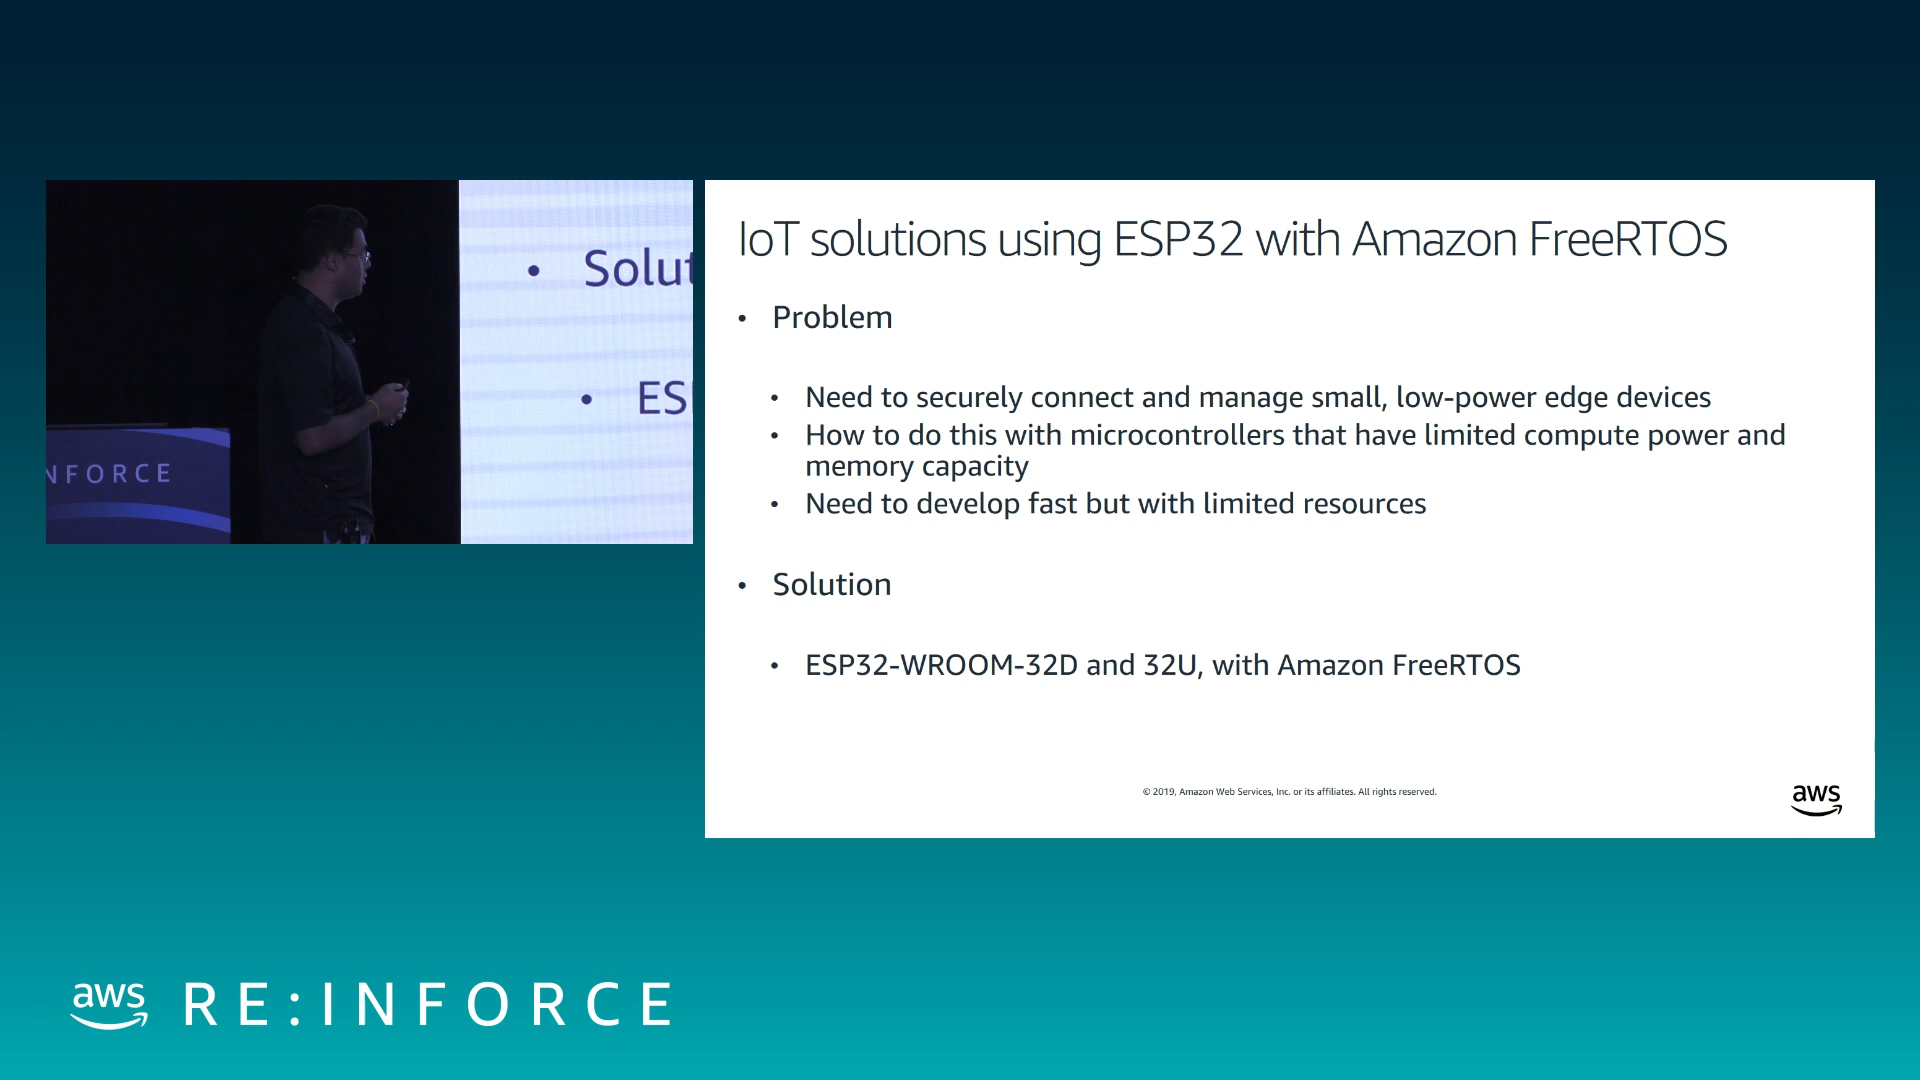 • Solut
• ES
NFORCE
IoT solutions using ESP32 with Amazon FreeRTOS
• Problem
• Need to securely connect and manage small, low-power edge devices
• How to do this with microcontrollers that have limited compute power and
memory capacity
• Need to develop fast but with limited resources
• Solution
• ESP32-WROOM-32D and 32U, with Amazon FreeRTOS
© 2019, Amazon Web Services, Inc. or its affiliates. All rights reserved.
aws
aws RE:INFORCE